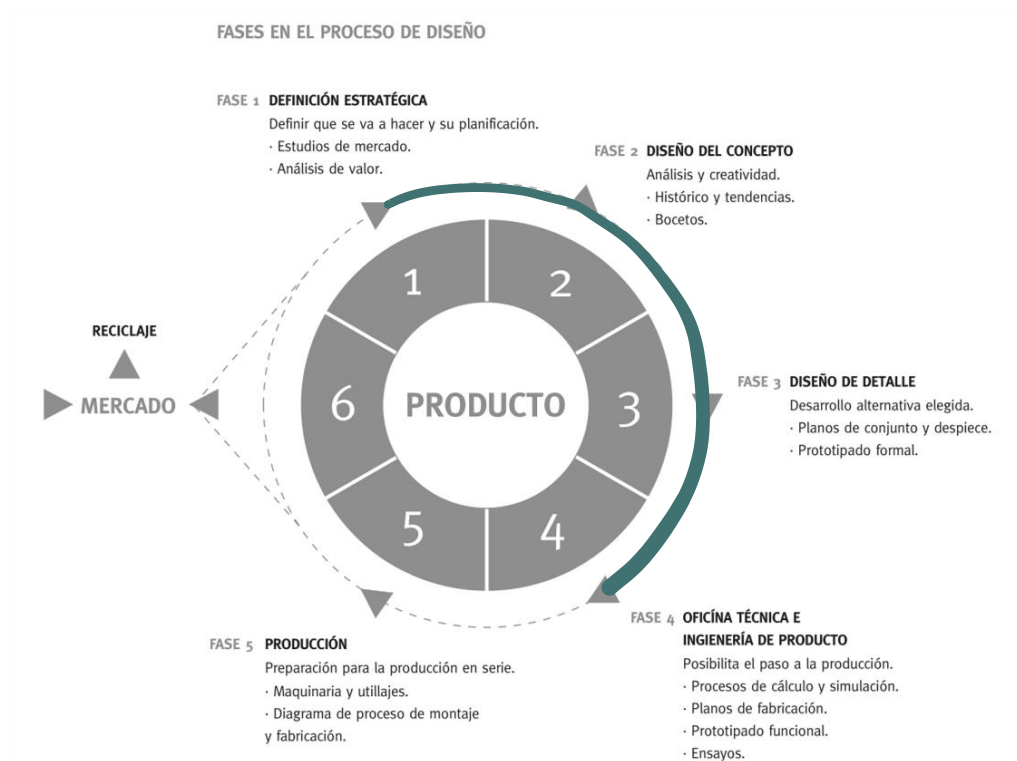 FASES EN EL PROCESO DE DISEÑO
FASE 1 DEFINICIÓN ESTRATÉGICA
Definir que se va a hacer y su planificación.
· Estudios de mercado.
· Análisis de valor.
FASE 2 DISEÑO DEL CONCEPTO
Análisis y creatividad.
· Histórico y tendencias.
· Bocetos.
1
2
RECICLAJE
MERCADO
6
PRODUCTO
3
FASE 3 DISEÑO DE DETALLE
Desarrollo alternativa elegida.
· Planos de conjunto y despiece.
· Prototipado formal.
5
4
FASE 4 OFICÍNA TÉCNICA E
INGIENERÍA DE PRODUCTO
Posibilita el paso a la producción.
· Procesos de cálculo y simulación.
· Planos de fabricación.
· Prototipado funcional.
· Ensayos.
FASE 5 PRODUCCIÓN
Preparación para la producción en serie.
· Maquinaria y utillajes.
· Diagrama de proceso de montaje
y fabricación.